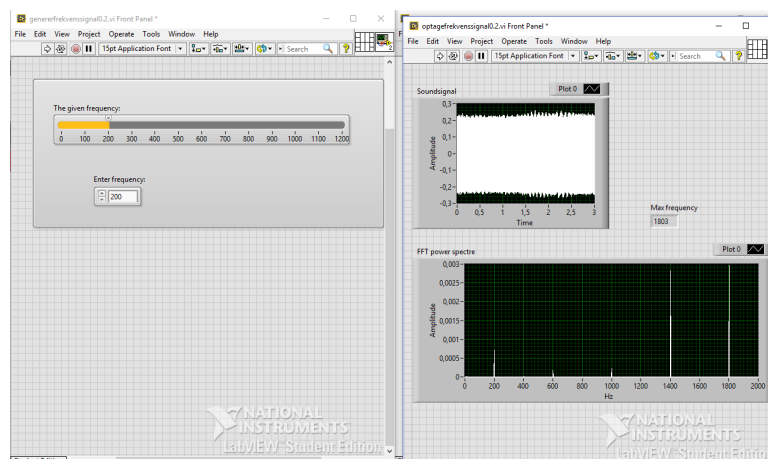 genererfrekvenssignal0.2.vi Front Panel *
File Edit View Project Operate Tools Window Help
15pt Application Font
Search
The given frequency:
0 100 200 300 400 500 600 700 800 900 1000 1100 1200
Enter frequency:
200
NATIONAL
INSTRUMENTS
LabVIEW Student Edition
optagefrekvenssignal0.2.vi Front Panel *
File Edit View Project Operate Tools Window Help
15pt Application Font
Search
Soundsignal
Plot 0
Amplitude
0,3
0,2
0,1
0
-0,1
-0,2
-0,3
0 0,5 1 1,5 2 2,5 3
Time
Max frequency
1803
FFT power spectre
Plot 0
Amplitude
0,003
0,0025
0,002
0,0015
0,001
0,0005
0
0 200 400 600 800 1000 1200 1400 1600 1800 2000
Hz
NATIONAL
INSTRUMENTS
LabVIEW Student Edition